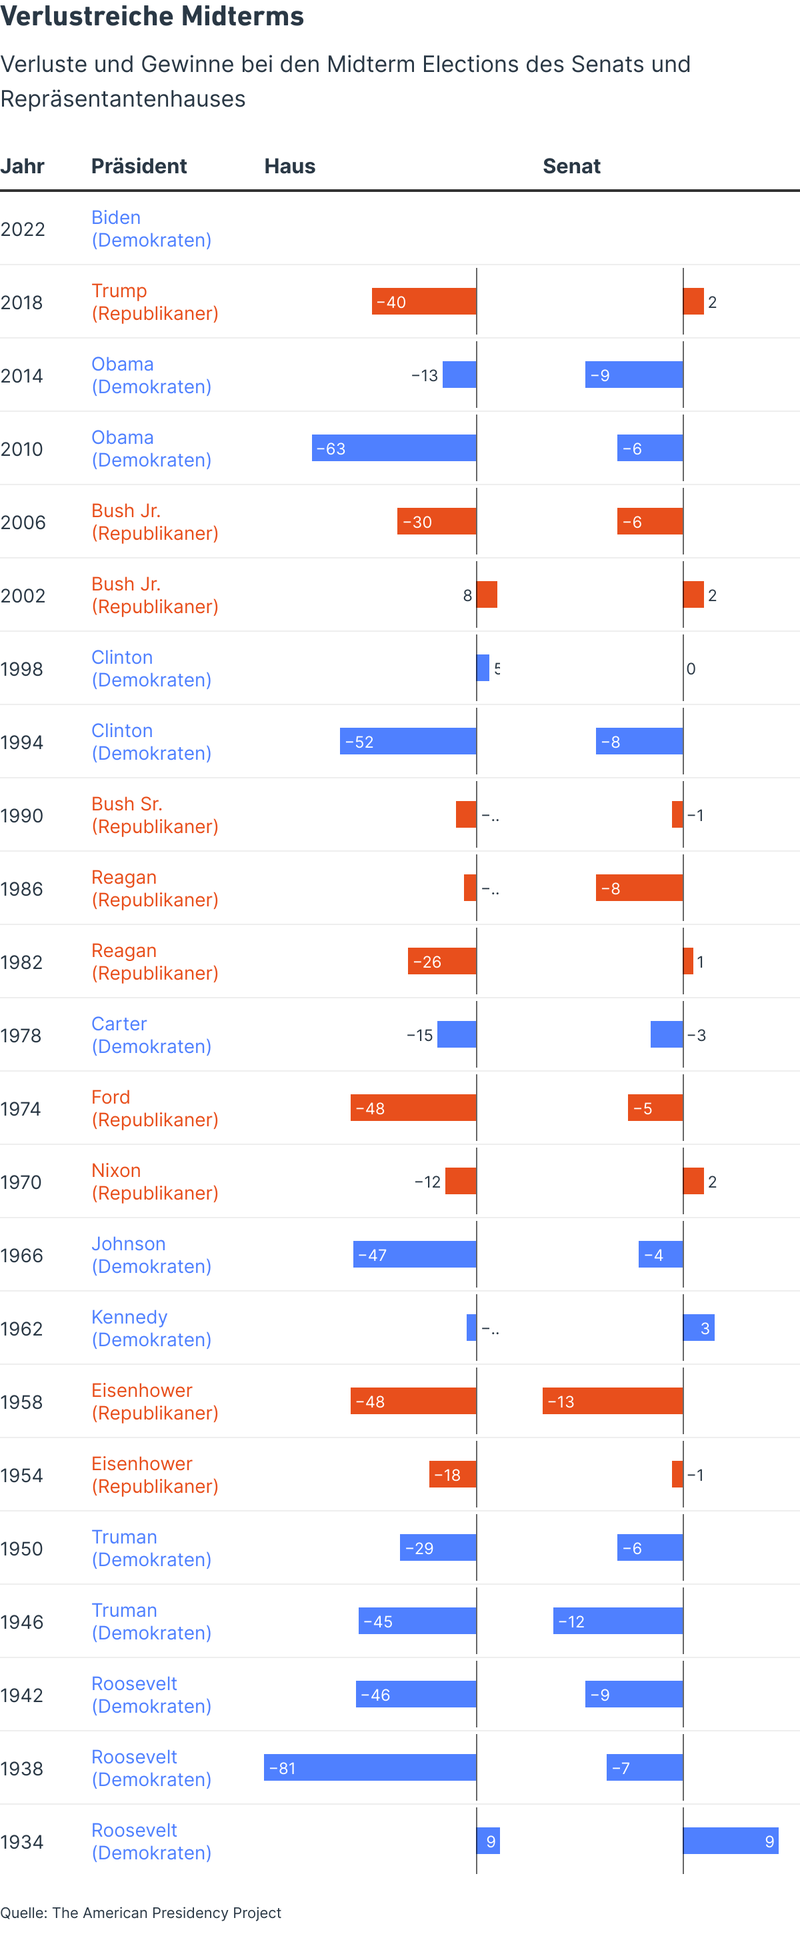 Verlustreiche Midterms
Verluste und Gewinne bei den Midterm Elections des Senats und
Repräsentantenhauses
Jahr Präsident Haus Senat
2022 Biden
(Demokraten)
2018 Trump
(Republikaner) −40 2
2014 Obama
(Demokraten) −13 −9
2010 Obama
(Demokraten) −63 −6
2006 Bush Jr.
(Republikaner) −30 −6
2002 Bush Jr.
(Republikaner) 8 2
1998 Clinton
(Demokraten) 5 0
1994 Clinton
(Demokraten) −52 −8
1990 Bush Sr.
(Republikaner) −.. −1
1986 Reagan
(Republikaner) −.. −8
1982 Reagan
(Republikaner) −26 1
1978 Carter
(Demokraten) −15 −3
1974 Ford
(Republikaner) −48 −5
1970 Nixon
(Republikaner) −12 2
1966 Johnson
(Demokraten) −47 −4
1962 Kennedy
(Demokraten) −.. 3
1958 Eisenhower
(Republikaner) −48 −13
1954 Eisenhower
(Republikaner) −18 −1
1950 Truman
(Demokraten) −29 −6
1946 Truman
(Demokraten) −45 −12
1942 Roosevelt
(Demokraten) −46 −9
1938 Roosevelt
(Demokraten) −81 −7
1934 Roosevelt
(Demokraten) 9 9
Quelle: The American Presidency Project